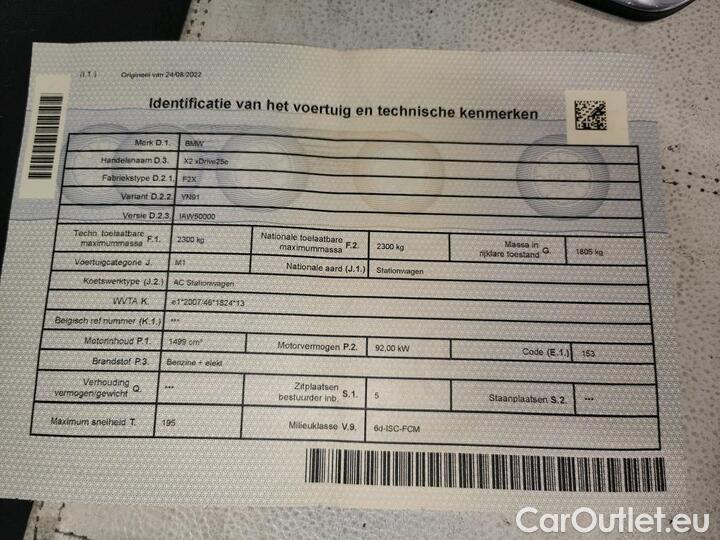 (I.T.) Origineel van 24/08/2022
Identificatie van het voertuig en technische kenmerken
Merk D.1. BMW
Handelsnaam D.3. X2 xDrive25e
Fabriekstype D.2.1. F2X
Variant D.2.2. YN91
Versie D.2.3. IAW50000
Techn. toelaatbare maximummassa F.1. 2300 kg Nationale toelaatbare maximummassa F.2. 2300 kg Massa in rijklare toestand G. 1805 kg
Voertuigcategorie J. M1 Nationale aard (J.1.) Stationwagen
Koetswerktype (J.2.) AC Stationwagen
WVTA K. e1*2007/46*1824*13
Belgisch ref nummer (K.1.) ***
Motorinhoud P.1. 1499 cm³ Motorvermogen P.2. 92,00 kW Code (E.1.) 153
Brandstof P.3. Benzine + elekt
Verhouding vermogen/gewicht Q. *** Zitplaatsen bestuurder inb. S.1. 5 Staanplaatsen S.2. ***
Maximum snelheid T. 195 Milieuklasse V.9. 6d-ISC-FCM
CarOutlet.eu